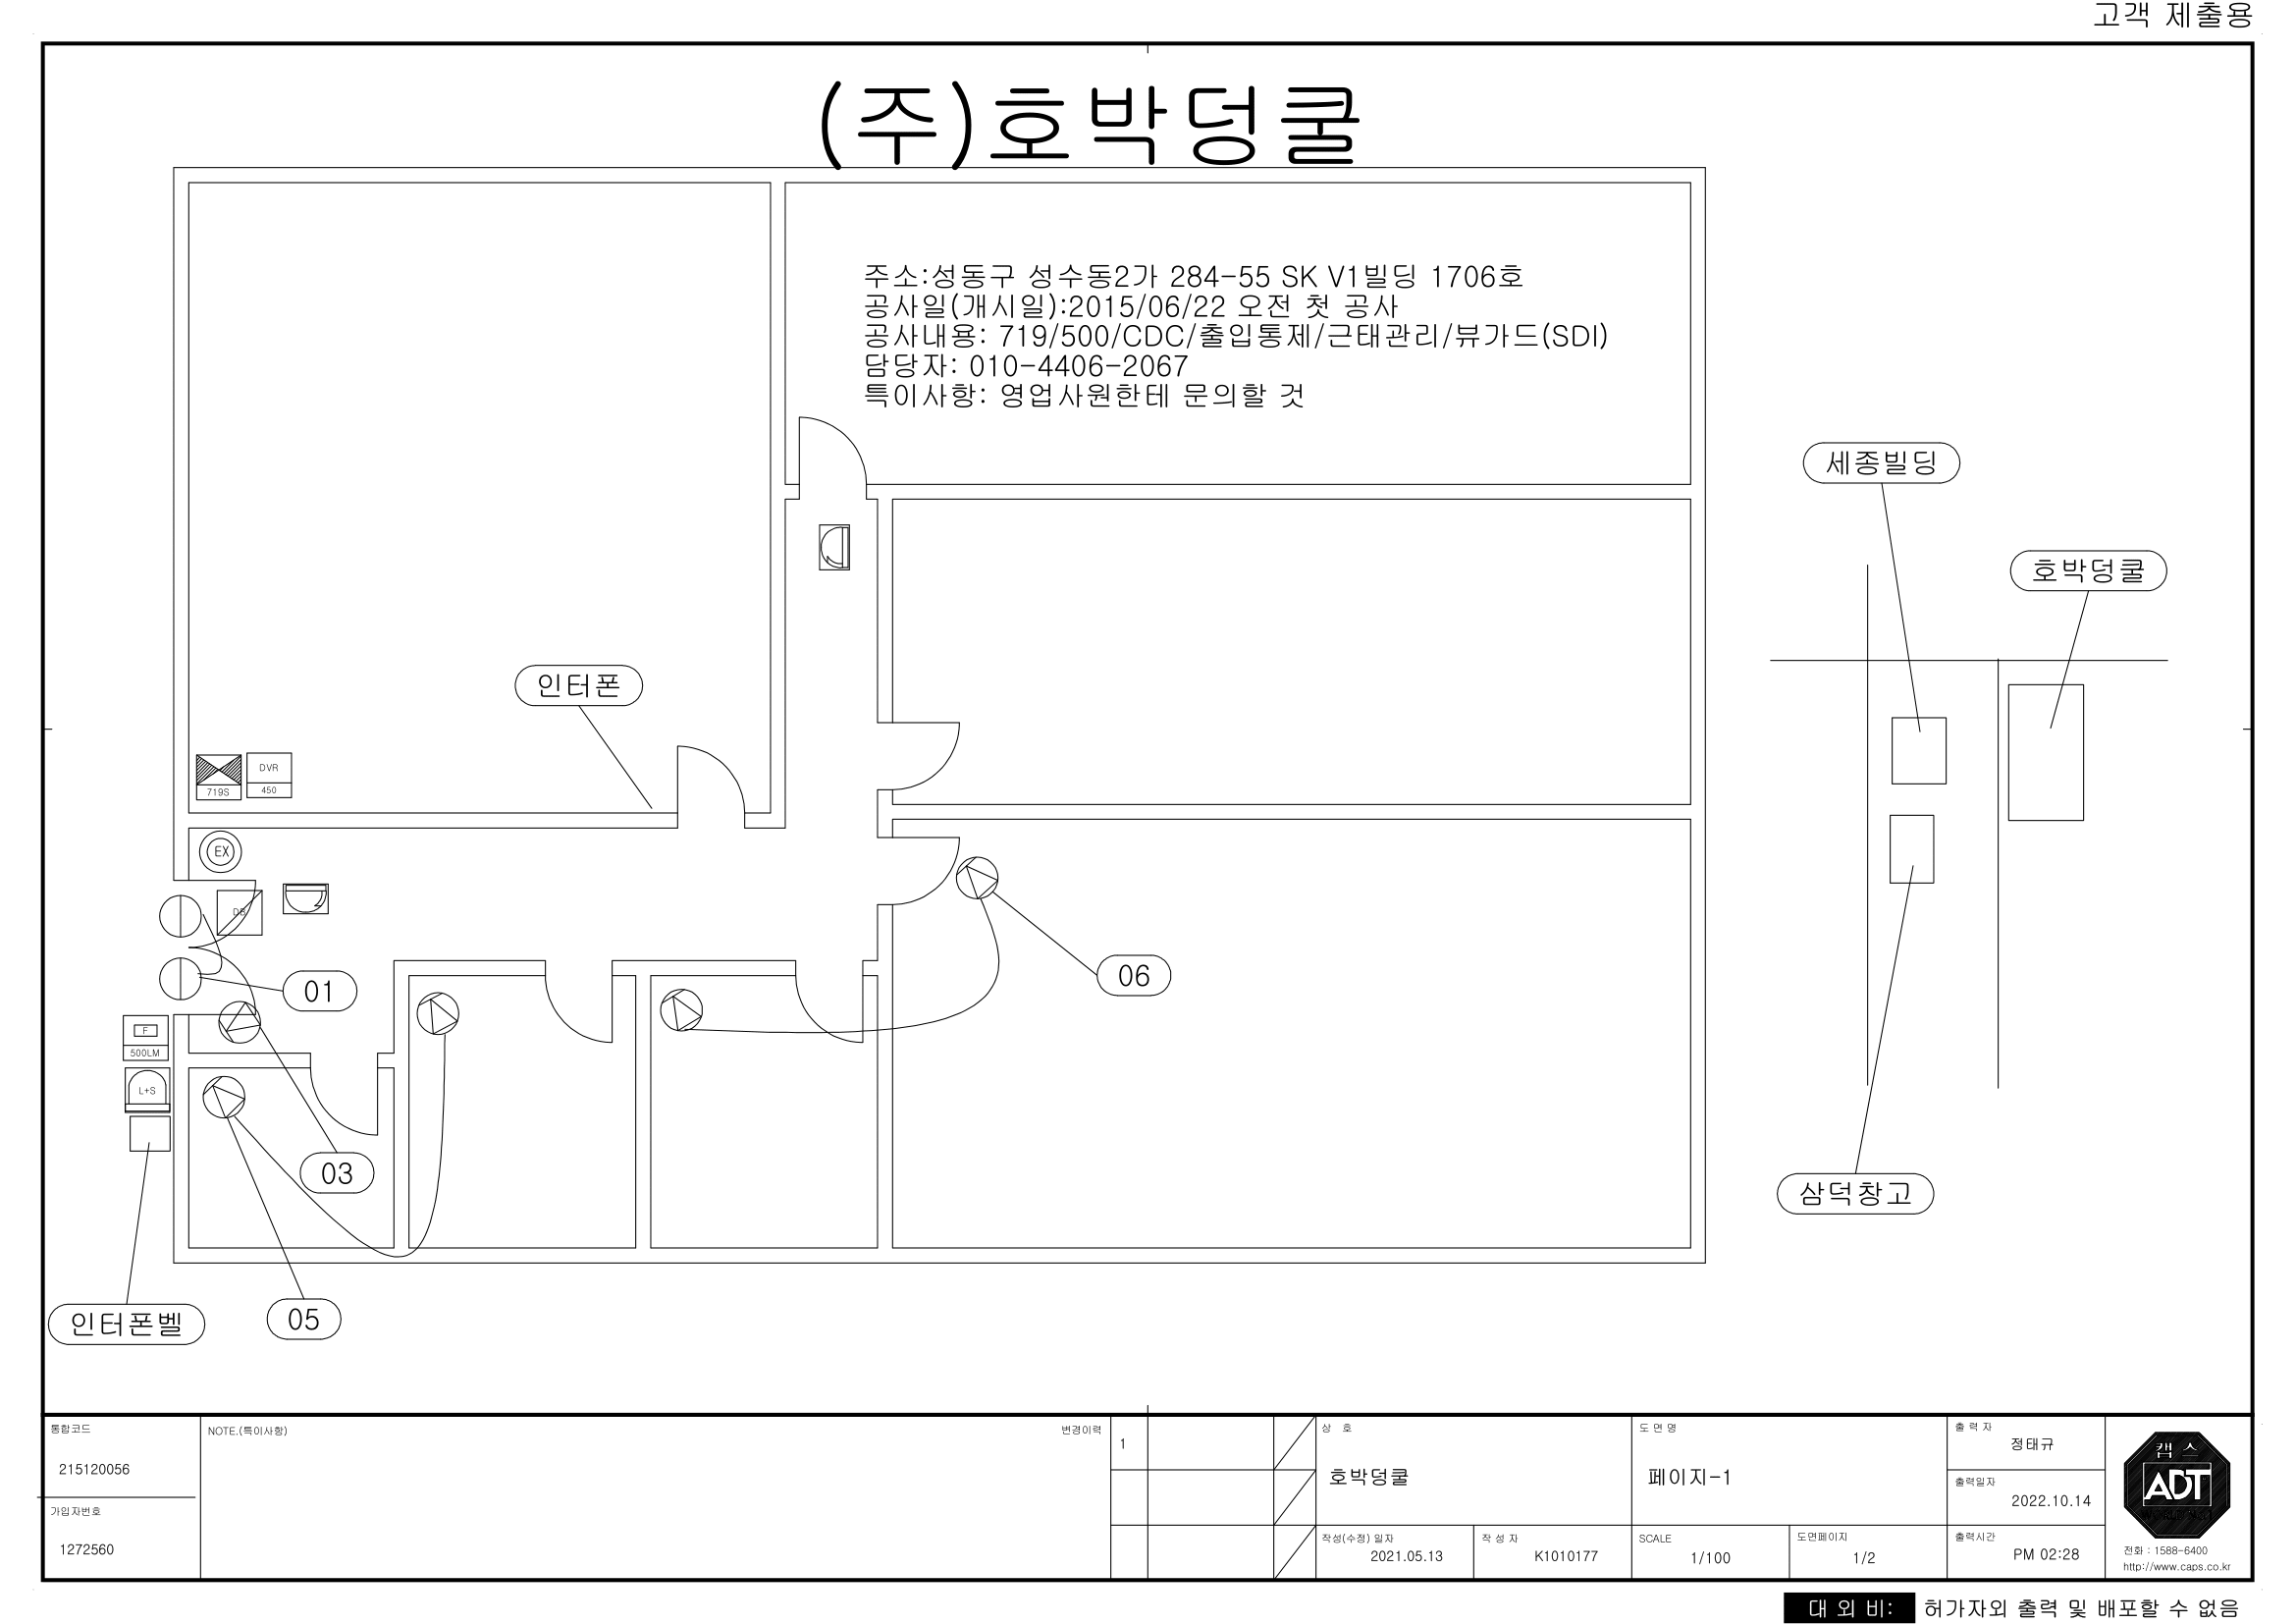 고객 제출용
(주)호박덩쿨
주소:성동구 성수동2가 284-55 SK V1빌딩 1706호
공사일(개시일):2015/06/22 오전 첫 공사
공사내용: 719/500/CDC/출입통제/근태관리/뷰가드(SDI)
담당자: 010-4406-2067
특이사항: 영업사원한테 문의할 것
세종빌딩
호박덩쿨
인터폰
DVR
719S
450
EX
DB
01
06
F
500LM
L+S
03
삼덕창고
05
인터폰벨
통합코드
215120056
가입자번호
1272560
NOTE.(특이사항)
변경이력
1
상 호
호박덩쿨
도 면 명
페이지-1
출 력 자
정태규
출력일자
2022.10.14
작성(수정) 일자
2021.05.13
작 성 자
K1010177
SCALE
1/100
도면페이지
1/2
출력시간
PM 02:28
캡스
ADT
전화 : 1588-6400
http://www.caps.co.kr
대 외 비: 허가자외 출력 및 배포할 수 없음